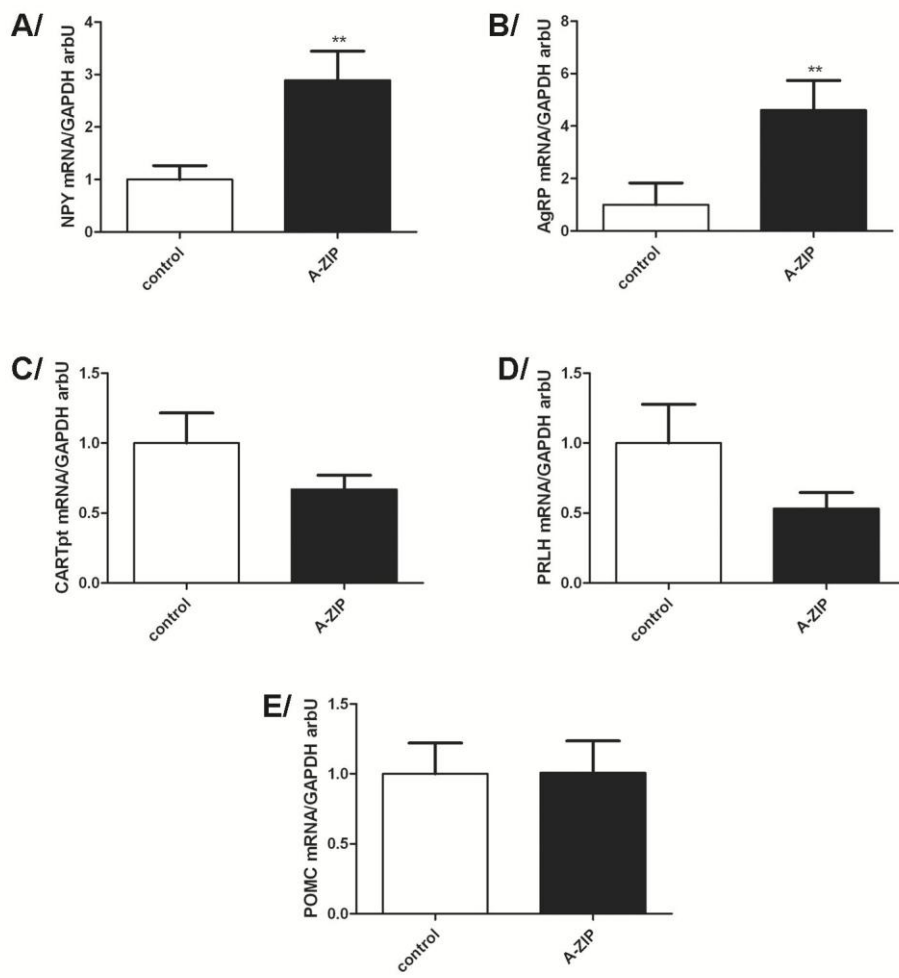 A/
NPY mRNA/GAPDH arbU
4
3
2
1
0
**
control
A-ZIP
B/
AgRP mRNA/GAPDH arbU
8
6
4
2
0
**
control
A-ZIP
C/
CARTpt mRNA/GAPDH arbU
1.5
1.0
0.5
0.0
control
A-ZIP
D/
PRLH mRNA/GAPDH arbU
1.5
1.0
0.5
0.0
control
A-ZIP
E/
POMC mRNA/GAPDH arbU
1.5
1.0
0.5
0.0
control
A-ZIP